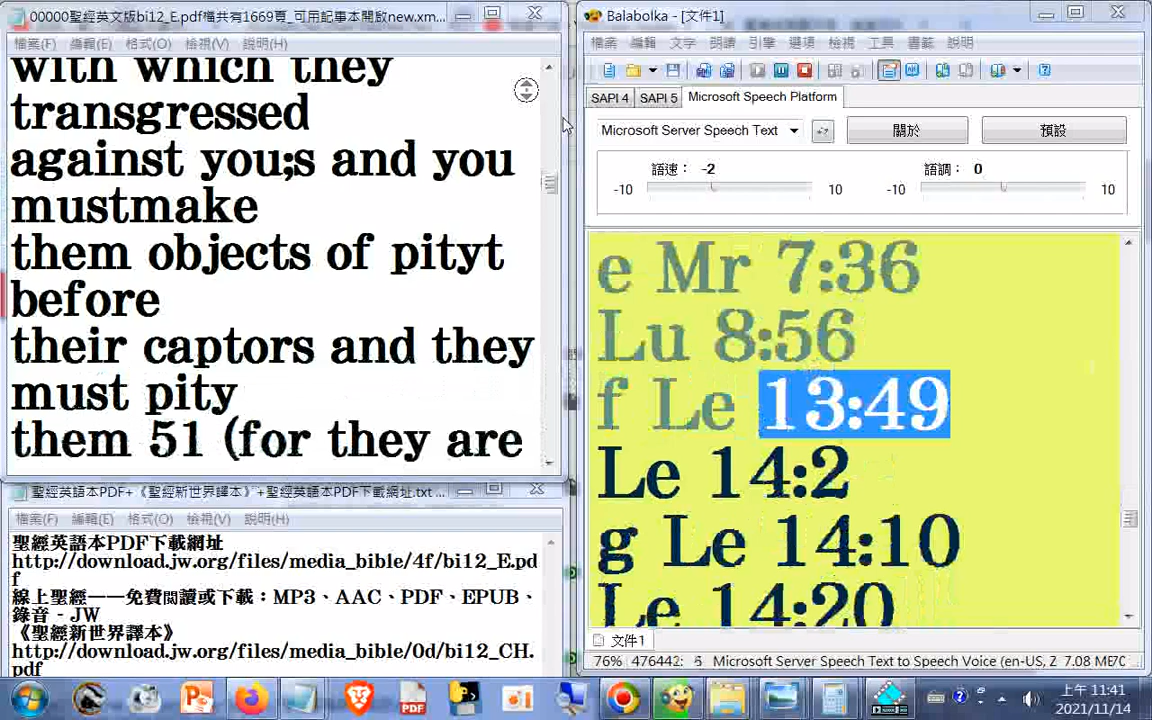 00000聖經英文版bi12_E.pdf檔共有1669頁_可用記事本開啟new.xm...
檔案(F) 編輯(E) 格式(O) 檢視(V) 說明(H)
with which they
transgressed
against you;s and you
mustmake
them objects of pityt
before
their captors and they
must pity
them 51 (for they are
聖經英語本PDF+《聖經新世界譯本》+聖經英語本PDF下載網址.txt ...
檔案(F) 編輯(E) 格式(O) 檢視(V) 說明(H)
聖經英語本PDF下載網址
http://download.jw.org/files/media_bible/4f/bi12_E.pd
f
線上聖經——免費閱讀或下載：MP3、AAC、PDF、EPUB、
錄音 - JW
《聖經新世界譯本》
http://download.jw.org/files/media_bible/0d/bi12_CH.
pdf
Balabolka - [文件1]
檔案 編輯 文字 朗讀 引擎 選項 檢視 工具 書籤 說明
SAPI 4 SAPI 5 Microsoft Speech Platform
Microsoft Server Speech Text 關於 預設
語速： -2 語調： 0
-10 10 -10 10
e Mr 7:36
Lu 8:56
f Le 13:49
Le 14:2
g Le 14:10
Le 14:20
文件1
76% 476442: 6 Microsoft Server Speech Text to Speech Voice (en-US, Z 7.08 ME
上午 11:41
2021/11/14